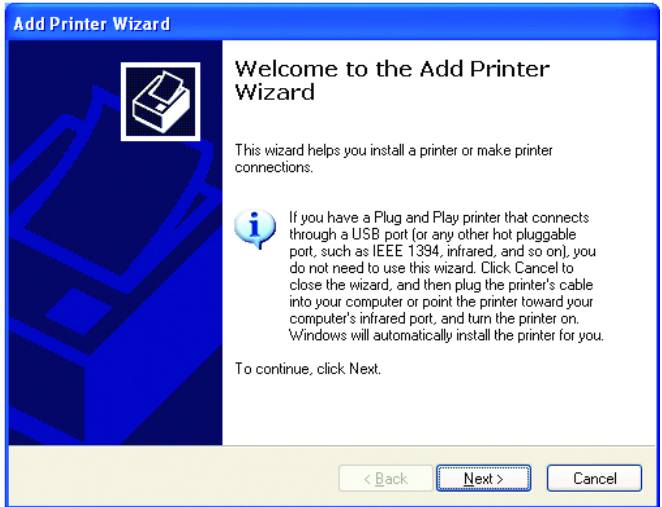 Add Printer Wizard
Welcome to the Add Printer
Wizard
This wizard helps you install a printer or make printer
connections.
If you have a Plug and Play printer that connects
through a USB port (or any other hot pluggable
port, such as IEEE 1394, infrared, and so on), you
do not need to use this wizard. Click Cancel to
close the wizard, and then plug the printer's cable
into your computer or point the printer toward your
computer's infrared port, and turn the printer on.
Windows will automatically install the printer for you.
To continue, click Next.
< Back
Next >
Cancel